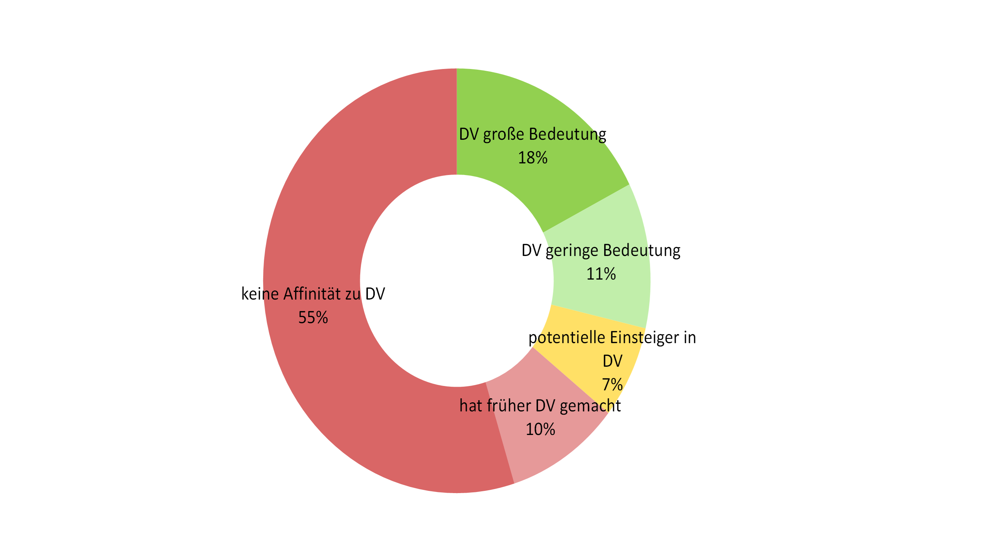 DV große Bedeutung
18%
DV geringe Bedeutung
11%
keine Affinität zu DV
55%
potentielle Einsteiger in
DV
7%
hat früher DV gemacht
10%